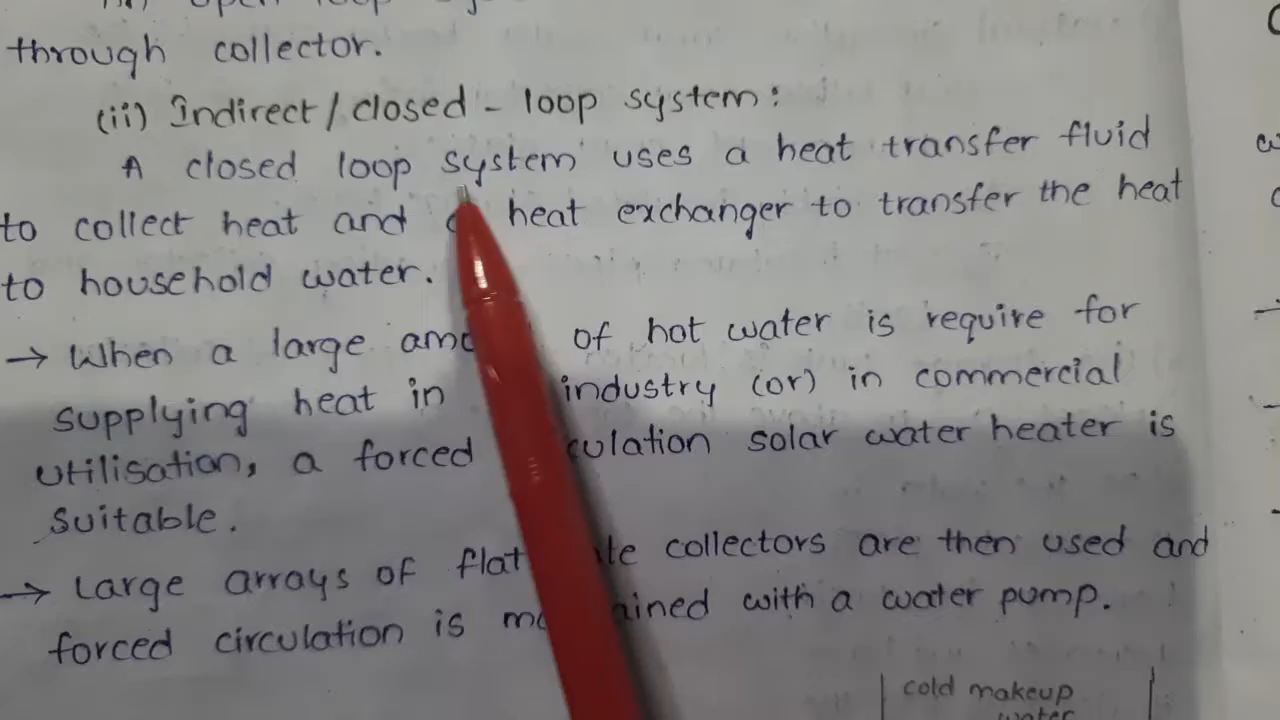 open loop
through collector.
(ii) Indirect/closed - loop system:
A closed loop system uses a heat transfer fluid
to collect heat and heat exchanger to transfer the heat
to household water.
→ When a large of hot water is require for
supplying heat in industry (or) in commercial
utilisation, a forced solar water heater is
suitable.
→ Large arrays of flat collectors are then used and
forced circulation is with a water pump.
cold makeup
water